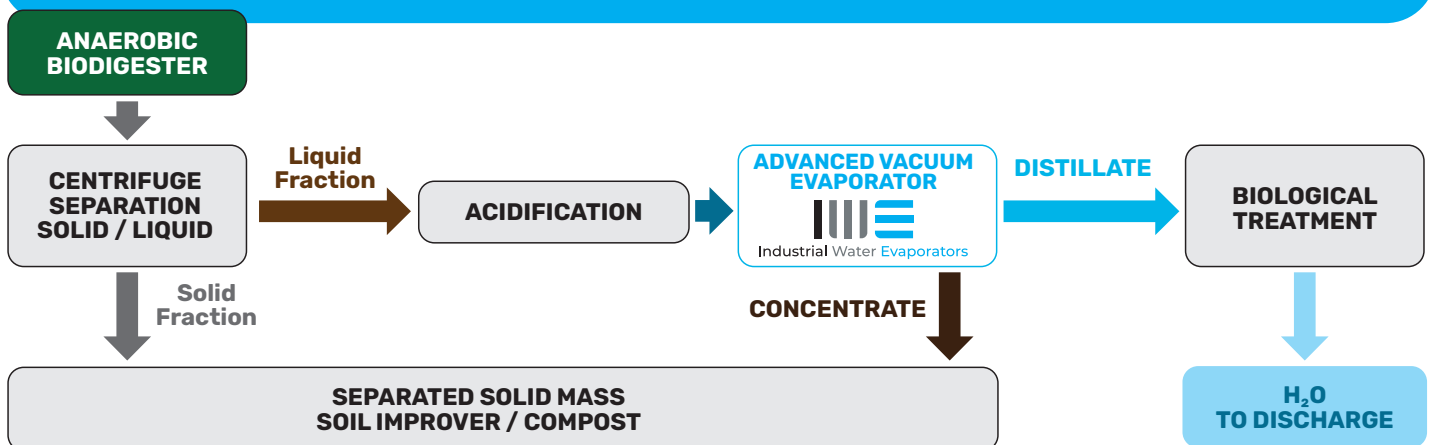 ANAEROBIC
BIODIGESTER
CENTRIFUGE
SEPARATION
SOLID / LIQUID
Liquid
Fraction
ACIDIFICATION
ADVANCED VACUUM
EVAPORATOR
IWE
Industrial Water Evaporators
DISTILLATE
BIOLOGICAL
TREATMENT
Solid
Fraction
CONCENTRATE
SEPARATED SOLID MASS
SOIL IMPROVER / COMPOST
H₂O
TO DISCHARGE